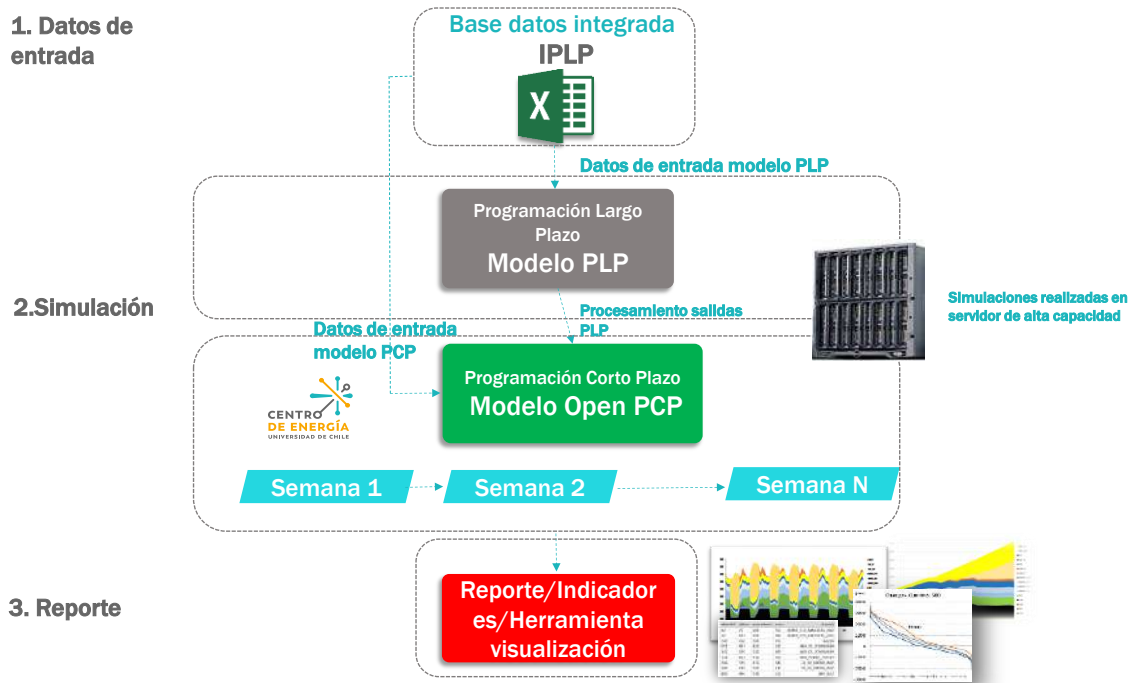 1. Datos de
entrada
Base datos integrada
IPLP
X
Datos de entrada modelo PLP
Programación Largo
Plazo
Modelo PLP
2.Simulación
Simulaciones realizadas en
servidor de alta capacidad
Procesamiento salidas
PLP
Datos de entrada
modelo PCP
Programación Corto Plazo
Modelo Open PCP
CENTRO
DE ENERGÍA
UNIVERSIDAD DE CHILE
Semana 1
Semana 2
Semana N
3. Reporte
Reporte/Indicador
es/Herramienta
visualización